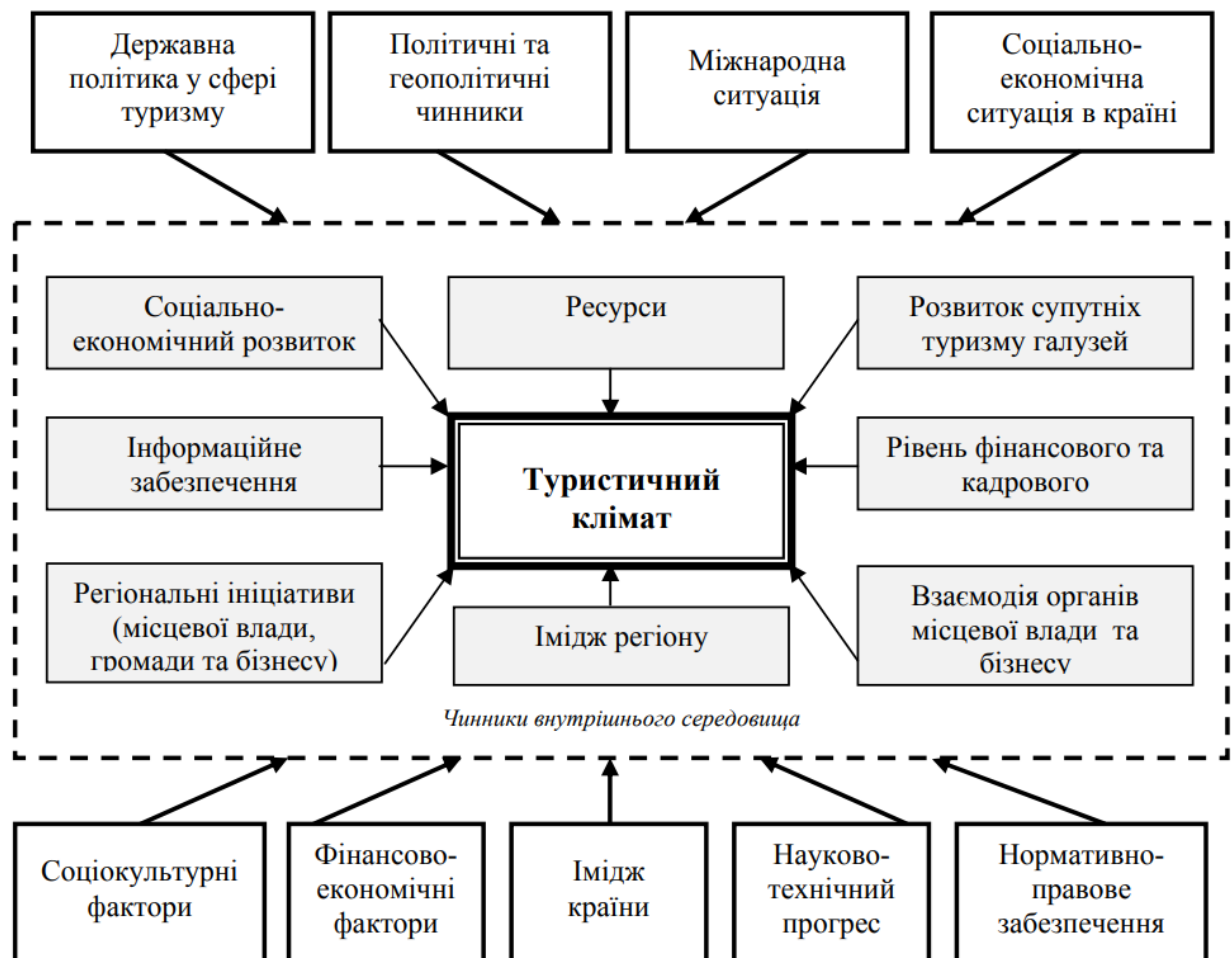 Державна
політика у сфері
туризму
Політичні та
геополітичні
чинники
Міжнародна
ситуація
Соціально-
економічна
ситуація в країні
Соціально-
економічний розвиток
Ресурси
Розвиток супутніх
туризму галузей
Інформаційне
забезпечення
Туристичний
клімат
Рівень фінансового та
кадрового
Регіональні ініціативи
(місцевої влади,
громади та бізнесу)
Імідж регіону
Взаємодія органів
місцевої влади та
бізнесу
Чинники внутрішнього середовища
Соціокультурні
фактори
Фінансово-
економічні
фактори
Імідж
країни
Науково-
технічний
прогрес
Нормативно-
правове
забезпечення